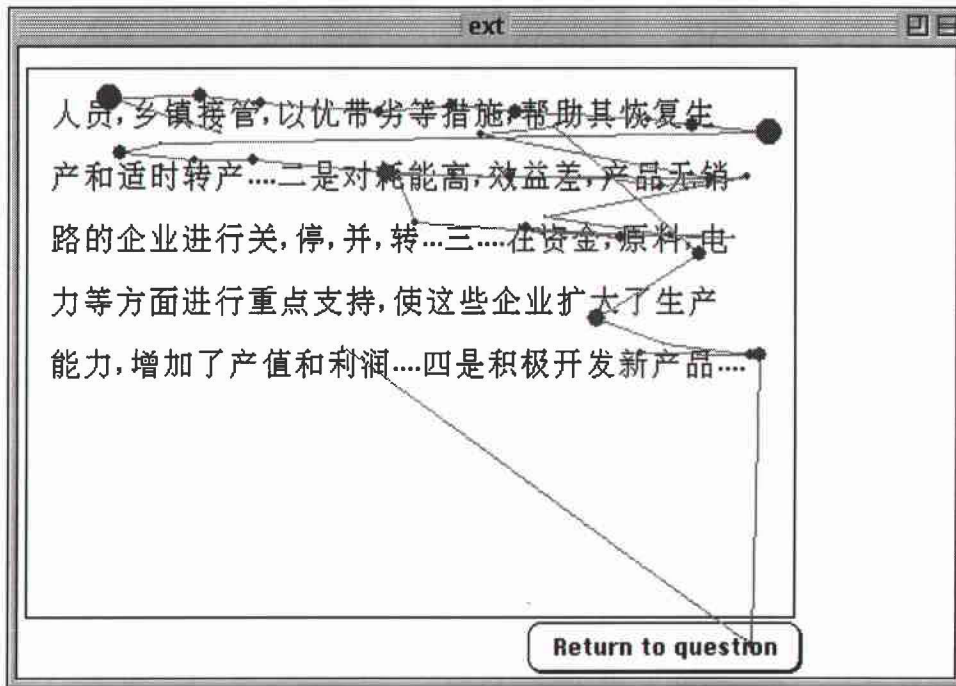 ext
人员,乡镇接管,以优带劣等措施,帮助其恢复生
产和适时转产....二是对耗能高,效益差,产品无销
路的企业进行关,停,并,转...三....在资金,原料,电
力等方面进行重点支持,使这些企业扩大了生产
能力,增加了产值和利润....四是积极开发新产品....
Return to question